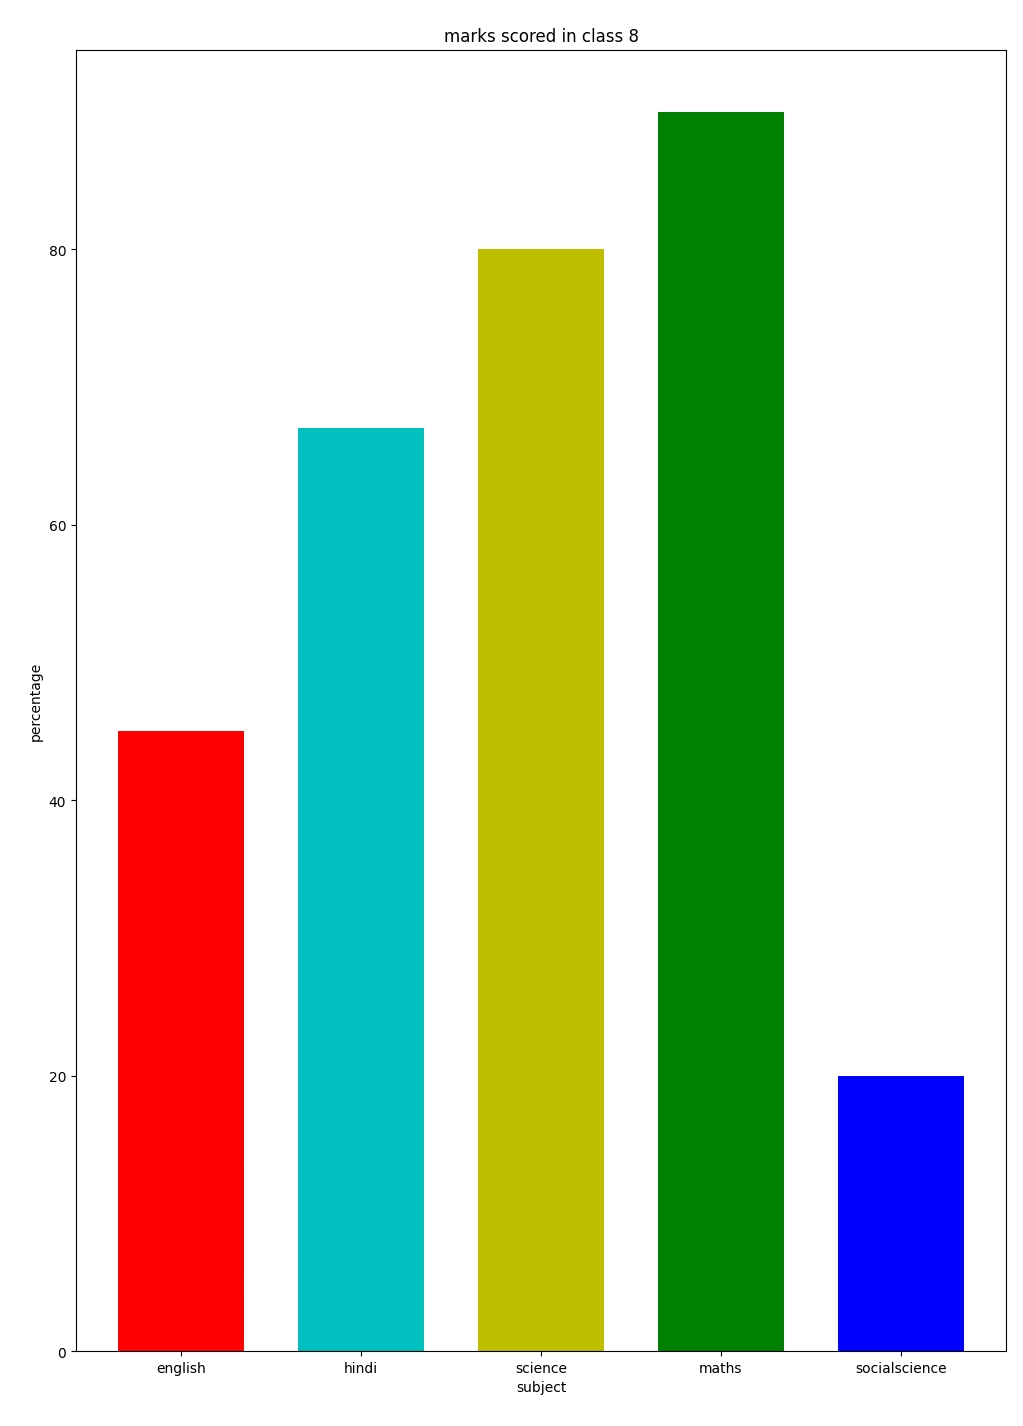 marks scored in class 8
80
60
40
20
0
percentage
english hindi science maths socialscience
subject